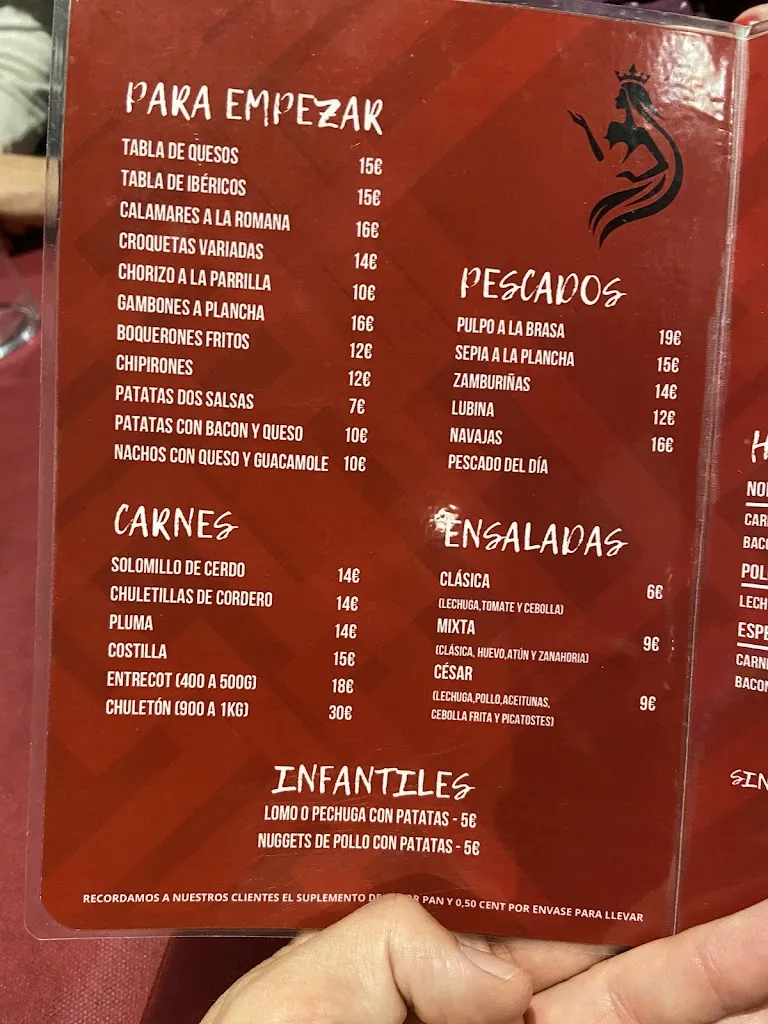 PARA EMPEZAR
TABLA DE QUESOS 15€
TABLA DE IBÉRICOS 15€
CALAMARES A LA ROMANA 16€
CROQUETAS VARIADAS 14€
CHORIZO A LA PARRILLA 10€
GAMBONES A PLANCHA 16€
BOQUERONES FRITOS 12€
CHIPIRONES 12€
PATATAS DOS SALSAS 7€
PATATAS CON BACON Y QUESO 10€
NACHOS CON QUESO Y GUACAMOLE 10€
CARNES
SOLOMILLO DE CERDO 14€
CHULETILLAS DE CORDERO 14€
PLUMA 14€
COSTILLA 15€
ENTRECOT (400 A 500G) 18€
CHULETÓN (900 A 1KG) 30€
PESCADOS
PULPO A LA BRASA 19€
SEPIA A LA PLANCHA 15€
ZAMBURIÑAS 14€
LUBINA 12€
NAVAJAS 16€
PESCADO DEL DÍA
ENSALADAS
CLÁSICA 6€
(LECHUGA,TOMATE Y CEBOLLA)
MIXTA 9€
(CLÁSICA, HUEVO,ATÚN Y ZANAHORIA)
CÉSAR
(LECHUGA,POLLO,ACEITUNAS, 9€
CEBOLLA FRITA Y PICATOSTES)
INFANTILES
LOMO O PECHUGA CON PATATAS - 5€
NUGGETS DE POLLO CON PATATAS - 5€
RECORDAMOS A NUESTROS CLIENTES EL SUPLEMENTO PAN Y 0,50 CENT POR ENVASE PARA LLEVAR